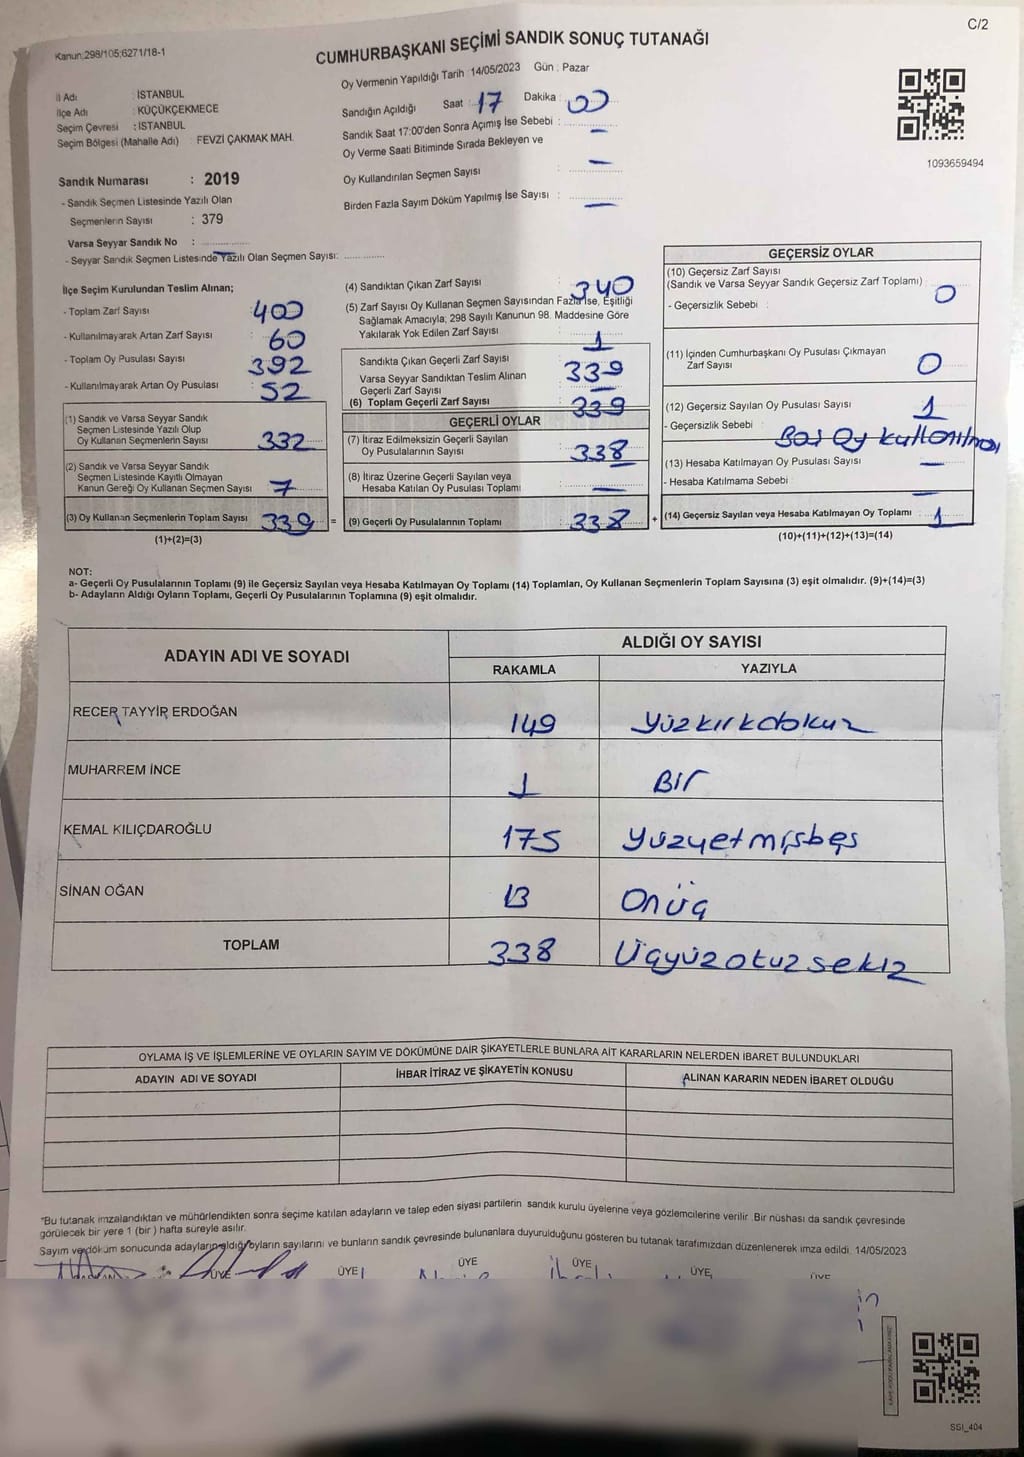 C/2
Kanun:298/105;6271/18-1
CUMHURBAŞKANI SEÇİMİ SANDIK SONUÇ TUTANAĞI
İl Adı : İSTANBUL
İlçe Adı : KÜÇÜKÇEKMECE
Seçim Çevresi : İSTANBUL
Seçim Bölgesi (Mahalle Adı) : FEVZİ ÇAKMAK MAH.
Sandık Numarası : 2019
- Sandık Seçmen Listesinde Yazılı Olan
Seçmenlerin Sayısı : 379
Varsa Seyyar Sandık No : —
- Seyyar Sandık Seçmen Listesinde Yazılı Olan Seçmen Sayısı:
Oy Vermenin Yapıldığı Tarih : 14/05/2023 Gün : Pazar
Sandığın Açıldığı Saat : 17 Dakika : 00
Sandık Saat 17:00'den Sonra Açımış İse Sebebi : —
Oy Verme Saati Bitiminde Sırada Bekleyen ve
Oy Kullandırılan Seçmen Sayısı : —
Birden Fazla Sayım Döküm Yapılmış İse Sayısı : —
1093659494
İlçe Seçim Kurulundan Teslim Alınan;
- Toplam Zarf Sayısı : 400
- Kullanılmayarak Artan Zarf Sayısı : 60
- Toplam Oy Pusulası Sayısı : 392
- Kullanılmayarak Artan Oy Pusulası : 52
(1) Sandık ve Varsa Seyyar Sandık
Seçmen Listesinde Yazılı Olup
Oy Kullanan Seçmenlerin Sayısı : 332
(2) Sandık ve Varsa Seyyar Sandık
Seçmen Listesinde Kayıtlı Olmayan
Kanun Gereği Oy Kullanan Seçmen Sayısı : 7
(3) Oy Kullanan Seçmenlerin Toplam Sayısı : 339 =
(1)+(2)=(3)
(4) Sandıktan Çıkan Zarf Sayısı : 340
(5) Zarf Sayısı Oy Kullanan Seçmen Sayısından Fazla İse, Eşitliği
Sağlamak Amacıyla; 298 Sayılı Kanunun 98. Maddesine Göre
Yakılarak Yok Edilen Zarf Sayısı : 1
Sandıkta Çıkan Geçerli Zarf Sayısı : 339
Varsa Seyyar Sandıktan Teslim Alınan
Geçerli Zarf Sayısı : —
(6) Toplam Geçerli Zarf Sayısı : 339
GEÇERLİ OYLAR
(7) İtiraz Edilmeksizin Geçerli Sayılan
Oy Pusulalarının Sayısı : 338
(8) İtiraz Üzerine Geçerli Sayılan veya
Hesaba Katılan Oy Pusulası Toplamı : —
(9) Geçerli Oy Pusulalarının Toplamı : 338 +
GEÇERSİZ OYLAR
(10) Geçersiz Zarf Sayısı
(Sandık ve Varsa Seyyar Sandık Geçersiz Zarf Toplamı) : 0
- Geçersizlik Sebebi :
(11) İçinden Cumhurbaşkanı Oy Pusulası Çıkmayan
Zarf Sayısı : 0
(12) Geçersiz Sayılan Oy Pusulası Sayısı : 1
- Geçersizlik Sebebi : Boş Oy kullanılması
(13) Hesaba Katılmayan Oy Pusulası Sayısı : —
- Hesaba Katılmama Sebebi : —
(14) Geçersiz Sayılan veya Hesaba Katılmayan Oy Toplamı : 1
(10)+(11)+(12)+(13)=(14)
NOT:
a- Geçerli Oy Pusulalarının Toplamı (9) ile Geçersiz Sayılan veya Hesaba Katılmayan Oy Toplamı (14) Toplamları, Oy Kullanan Seçmenlerin Toplam Sayısına (3) eşit olmalıdır. (9)+(14)=(3)
b- Adayların Aldığı Oyların Toplamı, Geçerli Oy Pusulalarının Toplamına (9) eşit olmalıdır.
ADAYIN ADI VE SOYADI ALDIĞI OY SAYISI
RAKAMLA YAZIYLA
RECEP TAYYİP ERDOĞAN 149 yüzkırkdokuz
MUHARREM İNCE 1 Bir
KEMAL KILIÇDAROĞLU 175 yüzyetmişbeş
SİNAN OĞAN 13 Onüç
TOPLAM 338 Üçyüzotuzsekiz
OYLAMA İŞ VE İŞLEMLERİNE VE OYLARIN SAYIM VE DÖKÜMÜNE DAİR ŞİKAYETLERLE BUNLARA AİT KARARLARIN NELERDEN İBARET BULUNDUKLARI
ADAYIN ADI VE SOYADI İHBAR İTİRAZ VE ŞİKAYETİN KONUSU ALINAN KARARIN NEDEN İBARET OLDUĞU
*Bu tutanak imzalandıktan ve mühürlendikten sonra seçime katılan adayların ve talep eden siyasi partilerin sandık kurulu üyelerine veya gözlemcilerine verilir. Bir nüshası da sandık çevresinde
görülecek bir yere 1 (bir ) hafta süreyle asılır.
Sayım ve döküm sonucunda adayların aldığı oyların sayılarını ve bunların sandık çevresinde bulunanlara duyurulduğunu gösteren bu tutanak tarafımızdan düzenlenerek imza edildi. 14/05/2023
ÜYE ÜYE ÜYE ÜYE ÜYE ÜYE
SSI_404